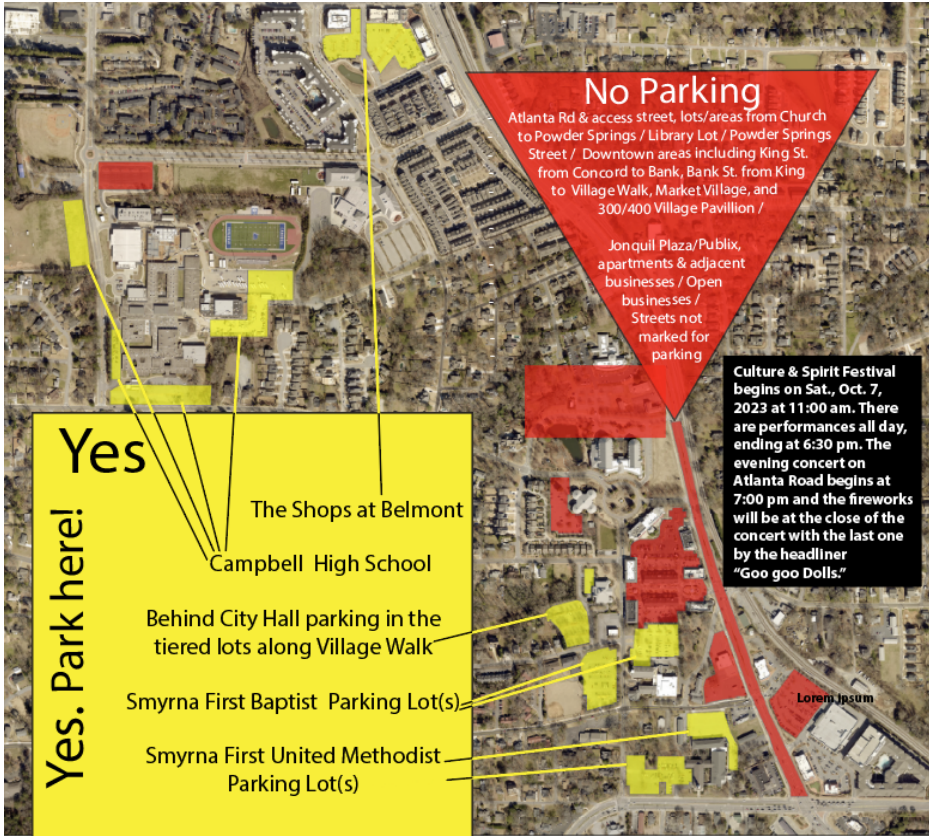 No Parking
Atlanta Rd & access street, lots/areas from Church
to Powder Springs / Library Lot / Powder Springs
Street / Downtown areas including King St.
from Concord to Bank, Bank St. from King
to Village Walk, Market Village, and
300/400 Village Pavillion /
Jonquil Plaza/Publix,
apartments & adjacent
businesses / Open
businesses /
Streets not
marked for
parking
Culture & Spirit Festival
begins on Sat., Oct. 7,
2023 at 11:00 am. There
are performances all day,
ending at 6:30 pm. The
evening concert on
Atlanta Road begins at
7:00 pm and the fireworks
will be at the close of the
concert with the last one
by the headliner
“Goo goo Dolls.”
Yes
Yes. Park here!
The Shops at Belmont
Campbell High School
Behind City Hall parking in the
tiered lots along Village Walk
Smyrna First Baptist Parking Lot(s)
Smyrna First United Methodist
Parking Lot(s)
Lorem ipsum